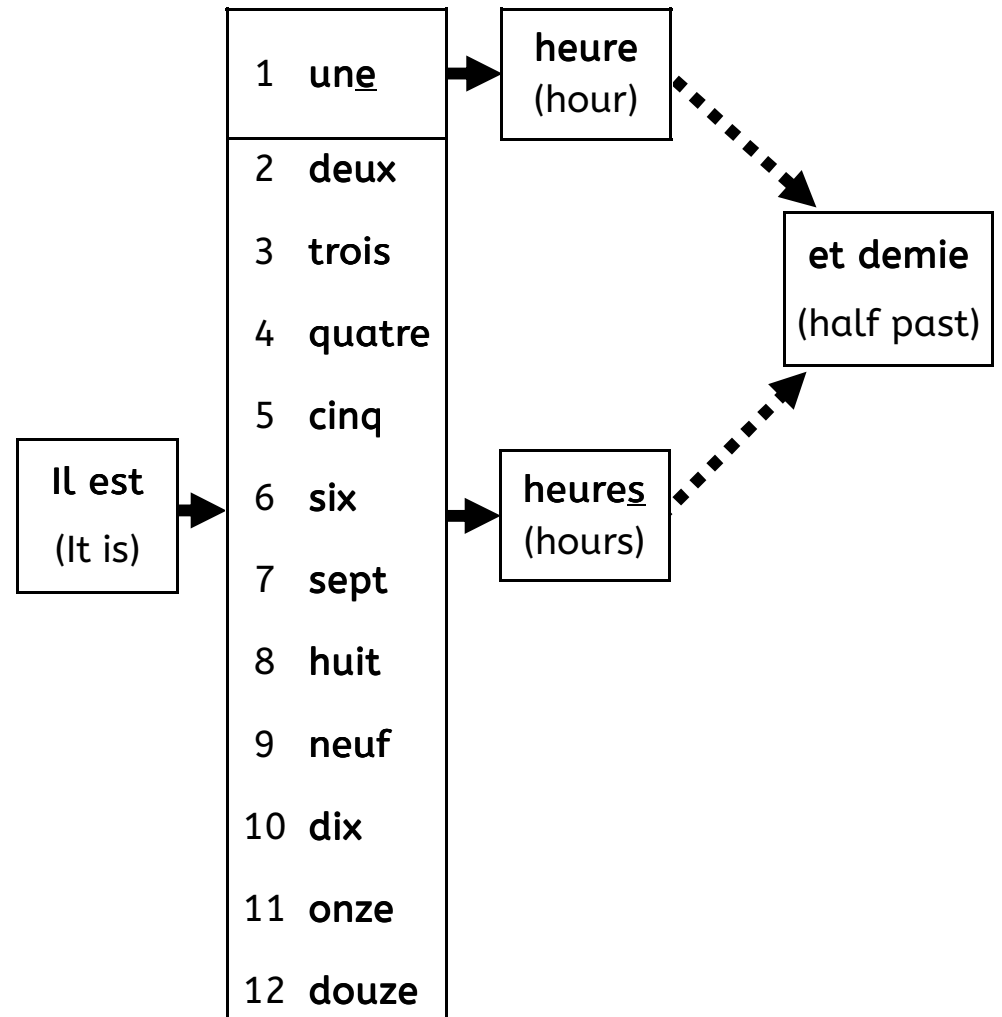 Il est
(It is)
1 une
2 deux
3 trois
4 quatre
5 cinq
6 six
7 sept
8 huit
9 neuf
10 dix
11 onze
12 douze
heure
(hour)
heures
(hours)
et demie
(half past)